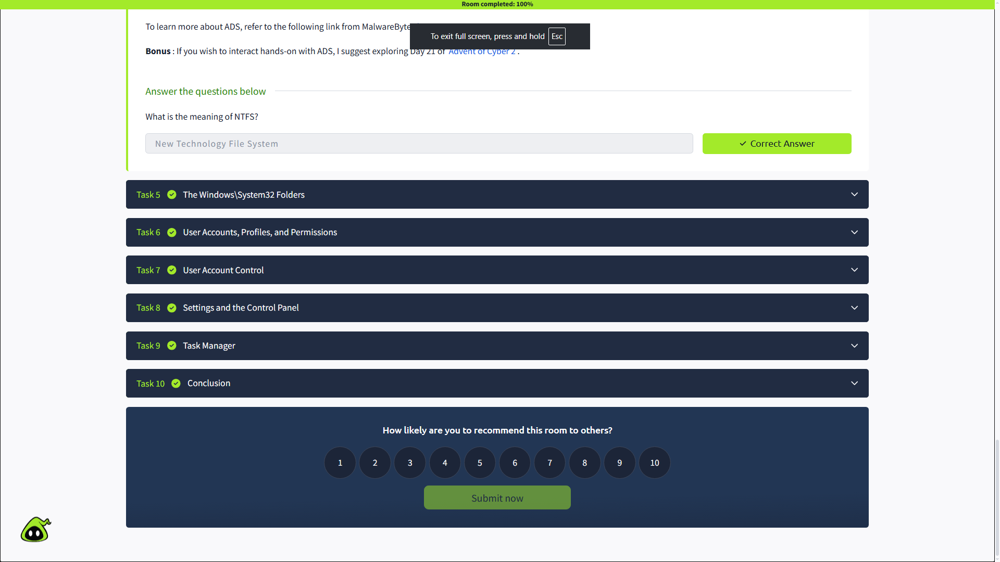 Room completed: 100%
To learn more about ADS, refer to the following link from MalwareByte
To exit full screen, press and hold Esc
Bonus : If you wish to interact hands-on with ADS, I suggest exploring Day 21 of Advent of Cyber 2 .
Answer the questions below
What is the meaning of NTFS?
New Technology File System
Correct Answer
Task 5 The Windows\System32 Folders
Task 6 User Accounts, Profiles, and Permissions
Task 7 User Account Control
Task 8 Settings and the Control Panel
Task 9 Task Manager
Task 10 Conclusion
How likely are you to recommend this room to others?
1 2 3 4 5 6 7 8 9 10
Submit now